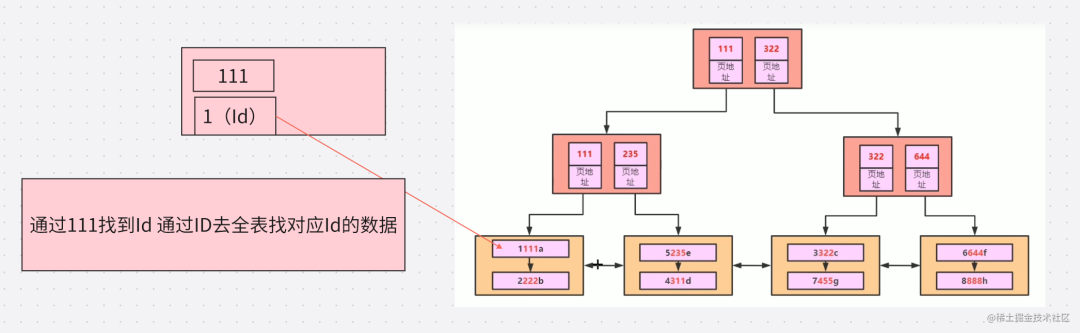 111
1（Id）
通过111找到Id 通过ID去全表找对应Id的数据
111 322
页地址 页地址
111 235
页地址 页地址
322 644
页地址 页地址
1111a
2222b
5235e
4311d
3322c
7455g
6644f
8888h
@稀土掘金技术社区